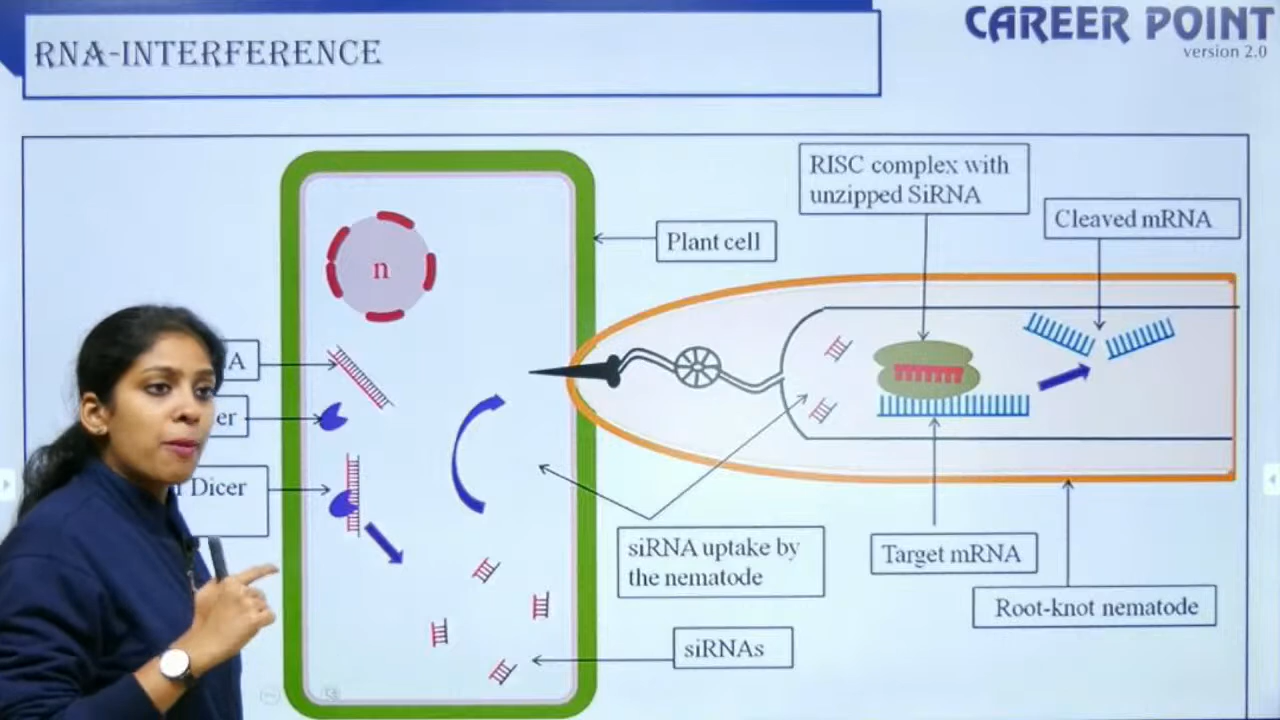 RNA-INTERFERENCE
CAREER POINT
version 2.0
RISC complex with
unzipped SiRNA
Cleaved mRNA
Plant cell
n
Dicer
siRNA uptake by
the nematode
Target mRNA
Root-knot nematode
siRNAs